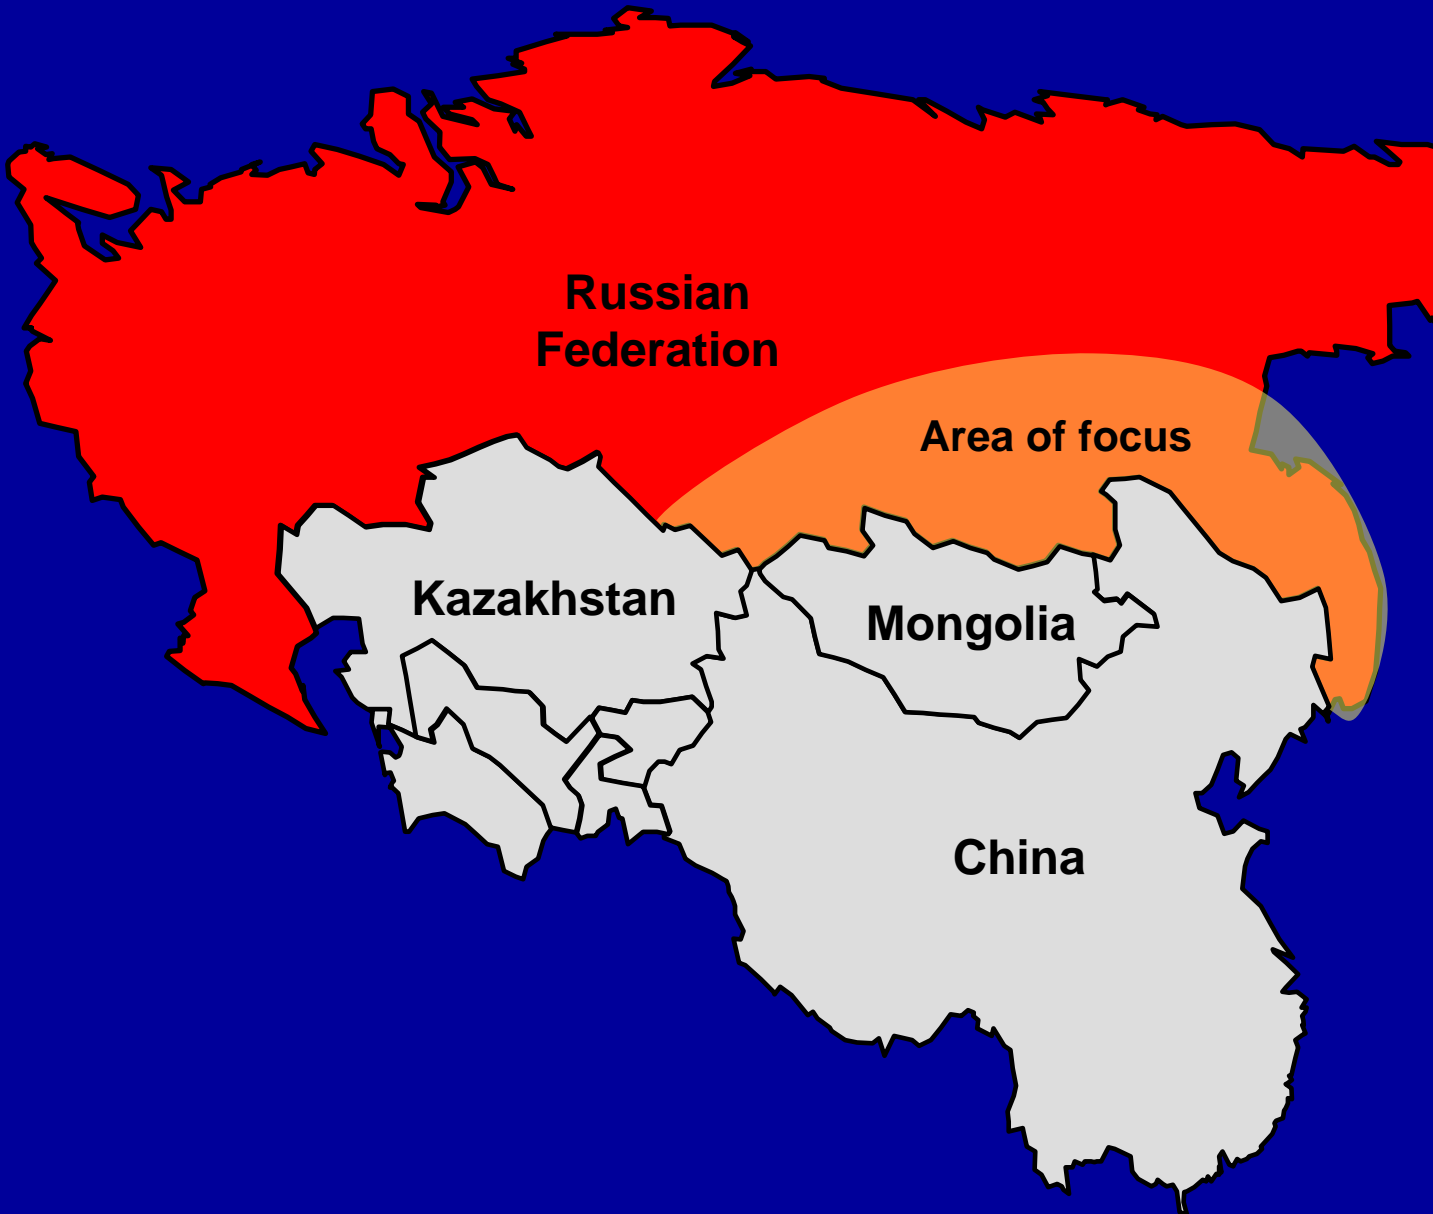 Russian
Federation
Area of focus
Kazakhstan
Mongolia
China